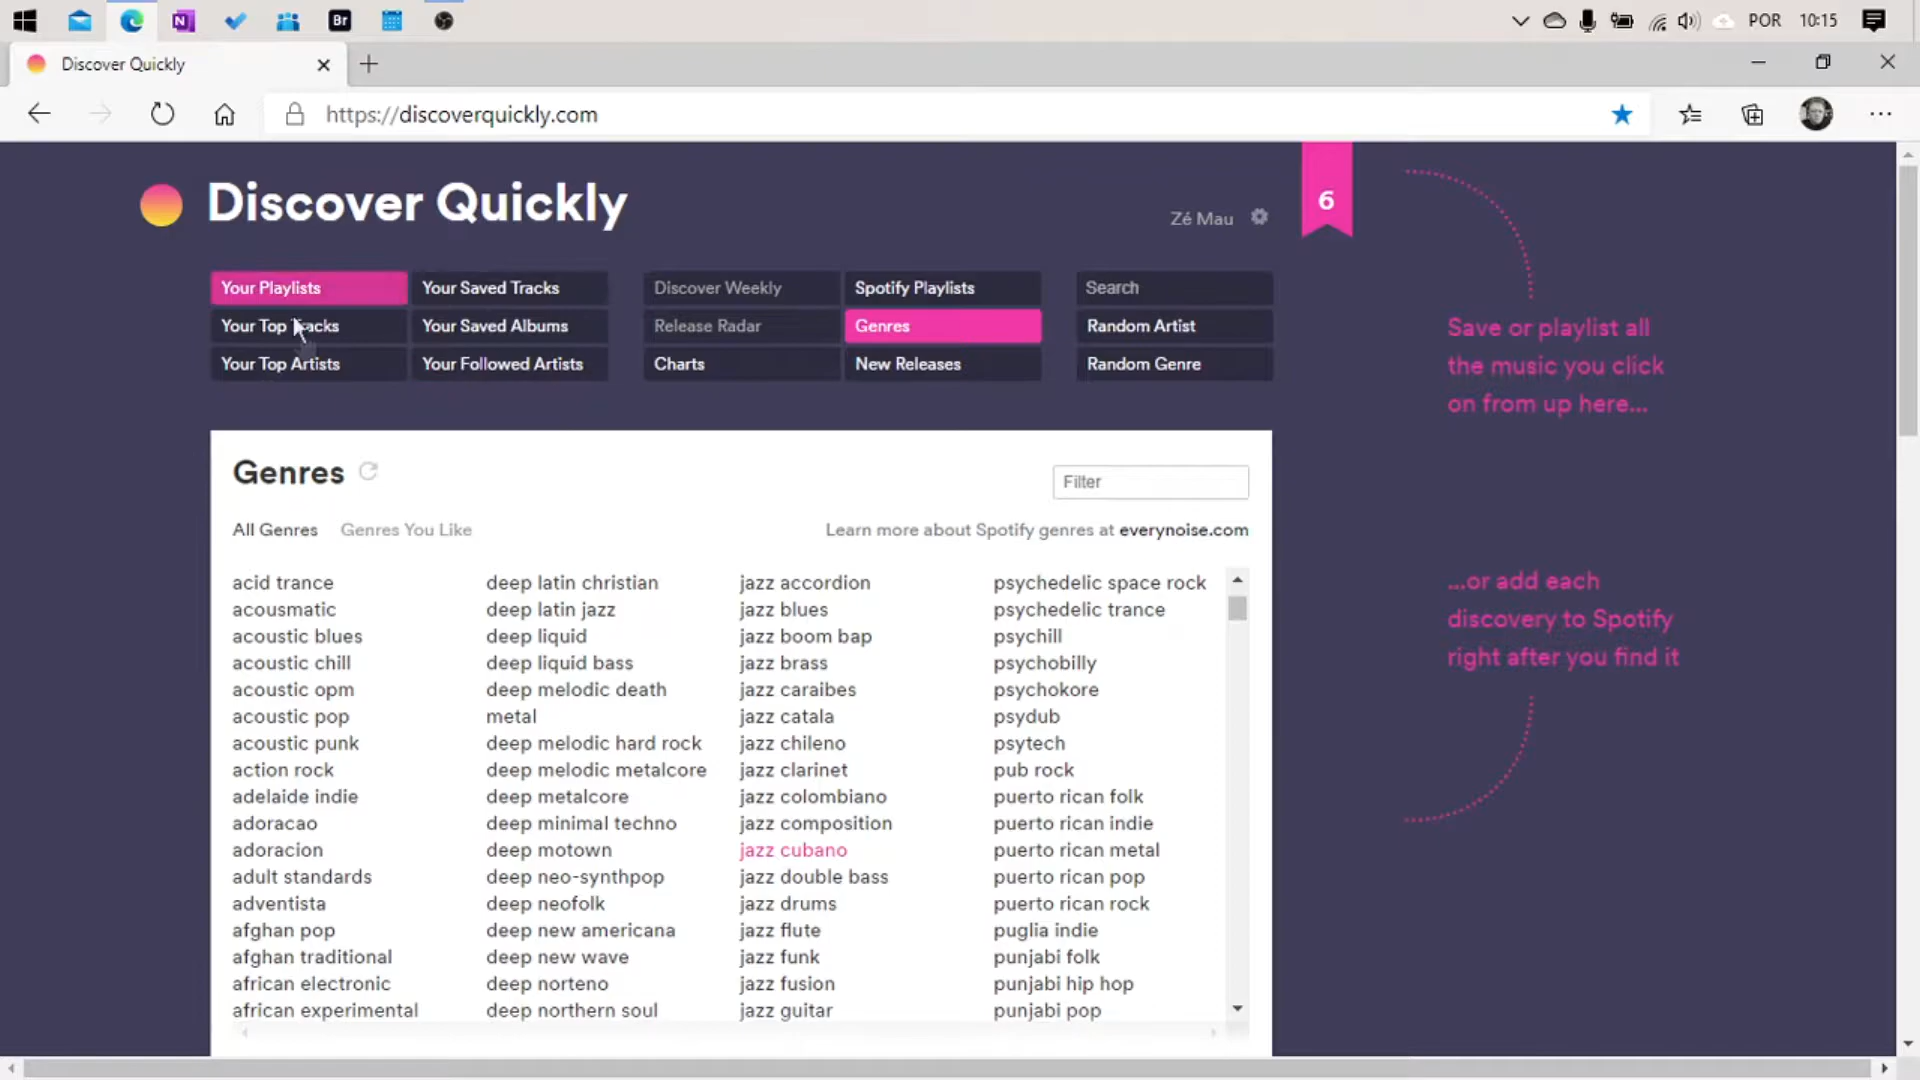 Br
POR 10:15
Discover Quickly
https://discoverquickly.com
Discover Quickly
Zé Mau
6
Your Playlists Your Saved Tracks Discover Weekly Spotify Playlists Search
Your Top Tracks Your Saved Albums Release Radar Genres Random Artist
Your Top Artists Your Followed Artists Charts New Releases Random Genre
Save or playlist all
the music you click
on from up here...
Genres
Filter
All Genres Genres You Like Learn more about Spotify genres at everynoise.com
...or add each
discovery to Spotify
right after you find it
acid trance deep latin christian jazz accordion psychedelic space rock
acousmatic deep latin jazz jazz blues psychedelic trance
acoustic blues deep liquid jazz boom bap psychill
acoustic chill deep liquid bass jazz brass psychobilly
acoustic opm deep melodic death jazz caraibes psychokore
acoustic pop metal jazz catala psydub
acoustic punk deep melodic hard rock jazz chileno psytech
action rock deep melodic metalcore jazz clarinet pub rock
adelaide indie deep metalcore jazz colombiano puerto rican folk
adoracao deep minimal techno jazz composition puerto rican indie
adoracion deep motown jazz cubano puerto rican metal
adult standards deep neo-synthpop jazz double bass puerto rican pop
adventista deep neofolk jazz drums puerto rican rock
afghan pop deep new americana jazz flute puglia indie
afghan traditional deep new wave jazz funk punjabi folk
african electronic deep norteno jazz fusion punjabi hip hop
african experimental deep northern soul jazz guitar punjabi pop